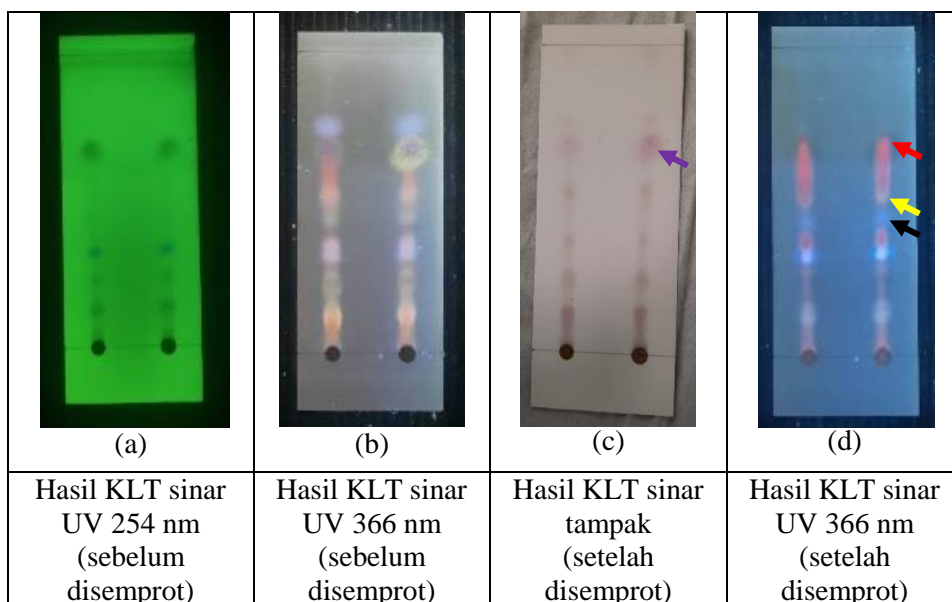 (a)
(b)
(c)
(d)
Hasil KLT sinar
UV 254 nm
(sebelum
disemprot)
Hasil KLT sinar
UV 366 nm
(sebelum
disemprot)
Hasil KLT sinar
tampak
(setelah
disemprot)
Hasil KLT sinar
UV 366 nm
(setelah
disemprot)